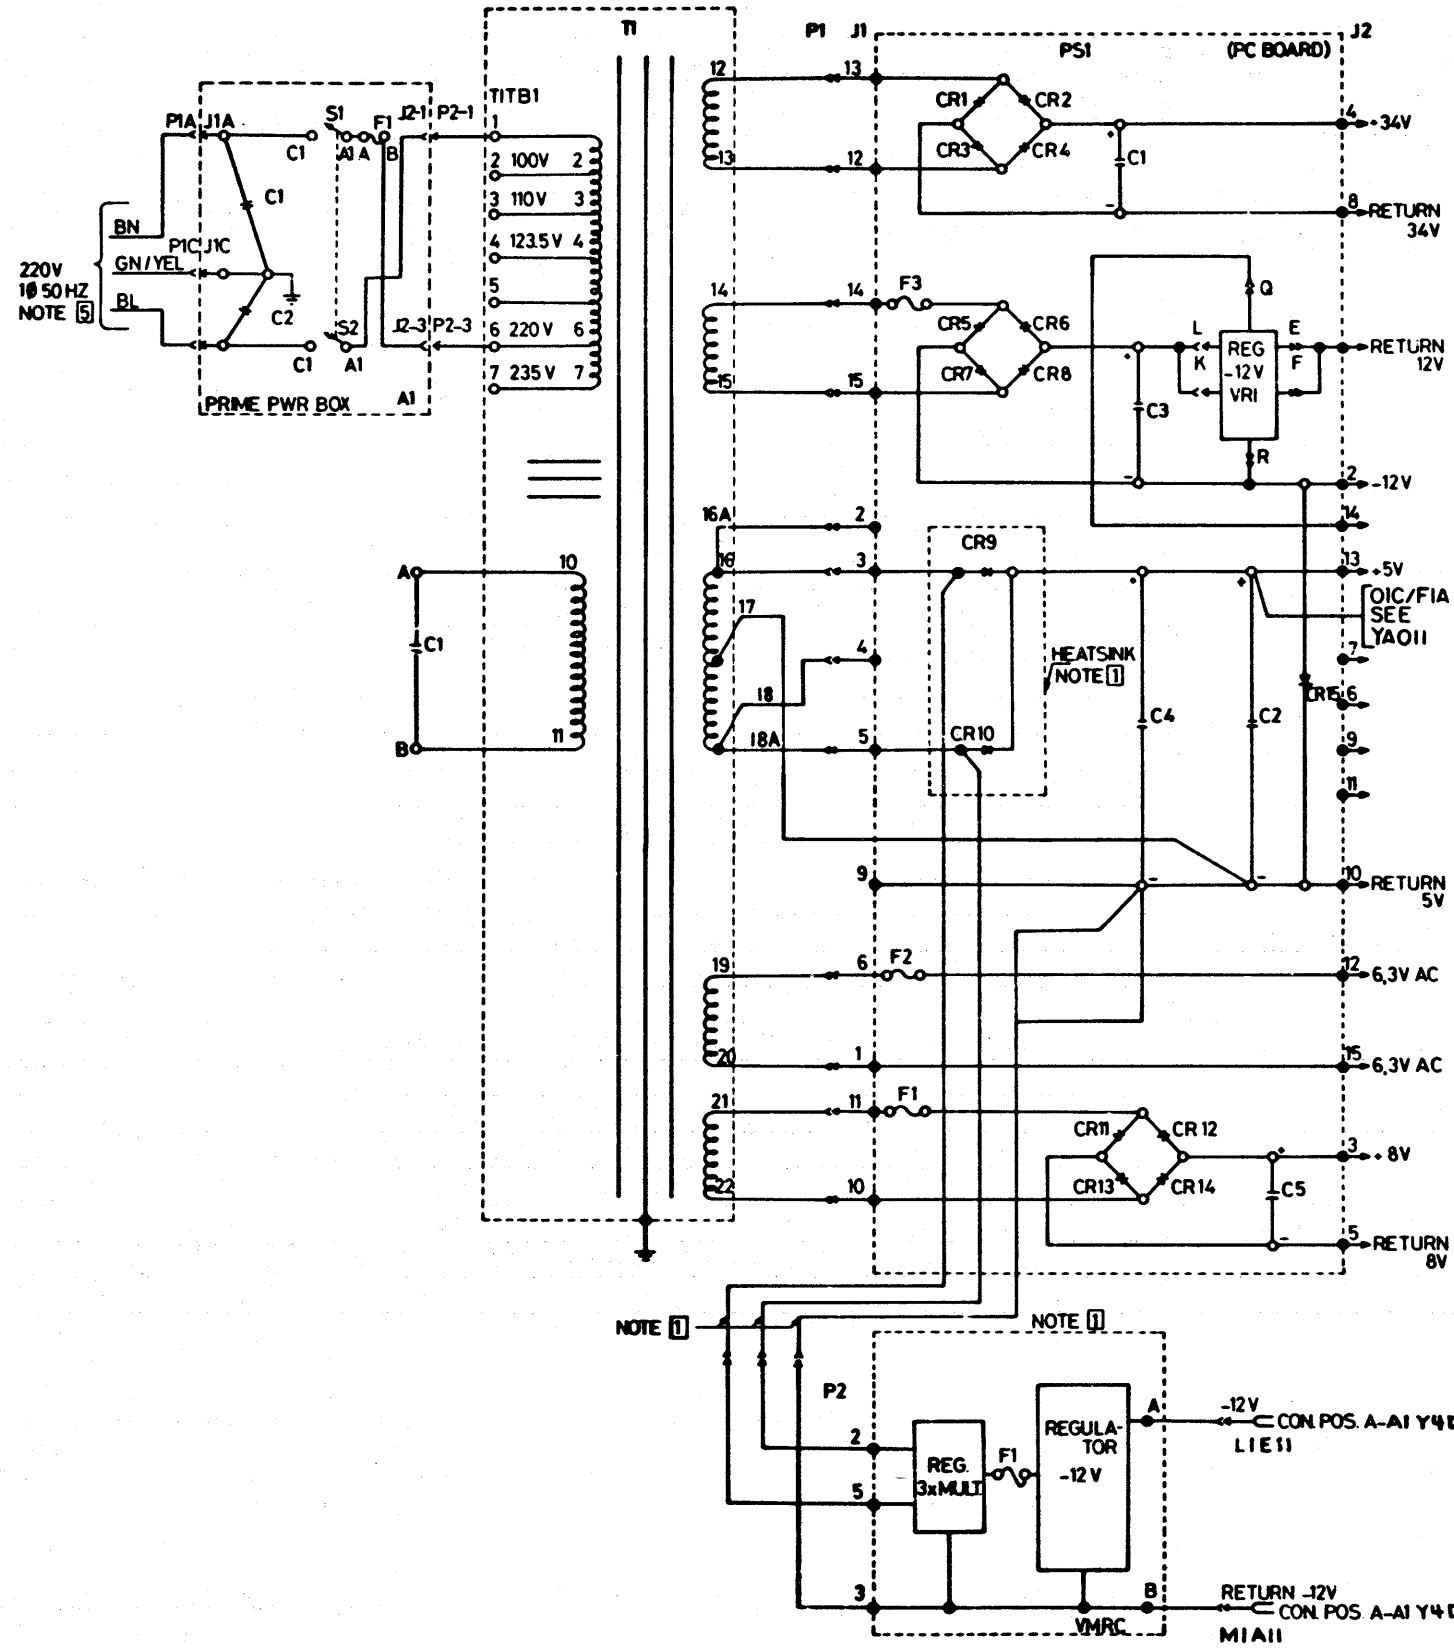 T1
P1 J1
J2
PS1 (PC BOARD)
12
13
CR1
CR2
CR3
CR4
+
C1
-
4
+34V
13
12
8
RETURN
34V
T1TB1
P1A J1A
C1
S1
A1 A
F1
B
J2-1 P2-1
1
2 100V 2
3 110V 3
4 123.5V 4
5
6 220V 6
7 235V 7
C1
BN
P1C J1C
GN/YEL
BL
220V
1Ø 50 HZ
NOTE 5
C2
C1
S2
A1
J2-3 P2-3
PRIME PWR BOX
A1
14
14
F3
CR5
CR6
CR7
CR8
15
15
+
C3
-
Q
L
K
REG
-12V
VR1
E
F
R
RETURN
12V
2
-12V
14
16A
2
CR9
16
3
+
+
13
+5V
01C/F1A
SEE
YA011
A
10
C1
B
11
17
4
HEATSINK
NOTE 1
18
18A
5
CR10
C4
C2
CR15
7
6
9
11
9
-
-
10
RETURN
5V
19
6
F2
12
6,3V AC
20
1
15
6,3V AC
21
11
F1
CR11
CR12
CR13
CR14
+
C5
-
3
+8V
22
10
5
RETURN
8V
NOTE 1
NOTE 1
P2
2
5
3
REG.
3xMULT.
F1
REGULA-
TOR
-12V
A
-12V
CON. POS. A-A1 Y4
L1E11
B
RETURN -12V
CON. POS. A-A1 Y4
M1A11
VMRC